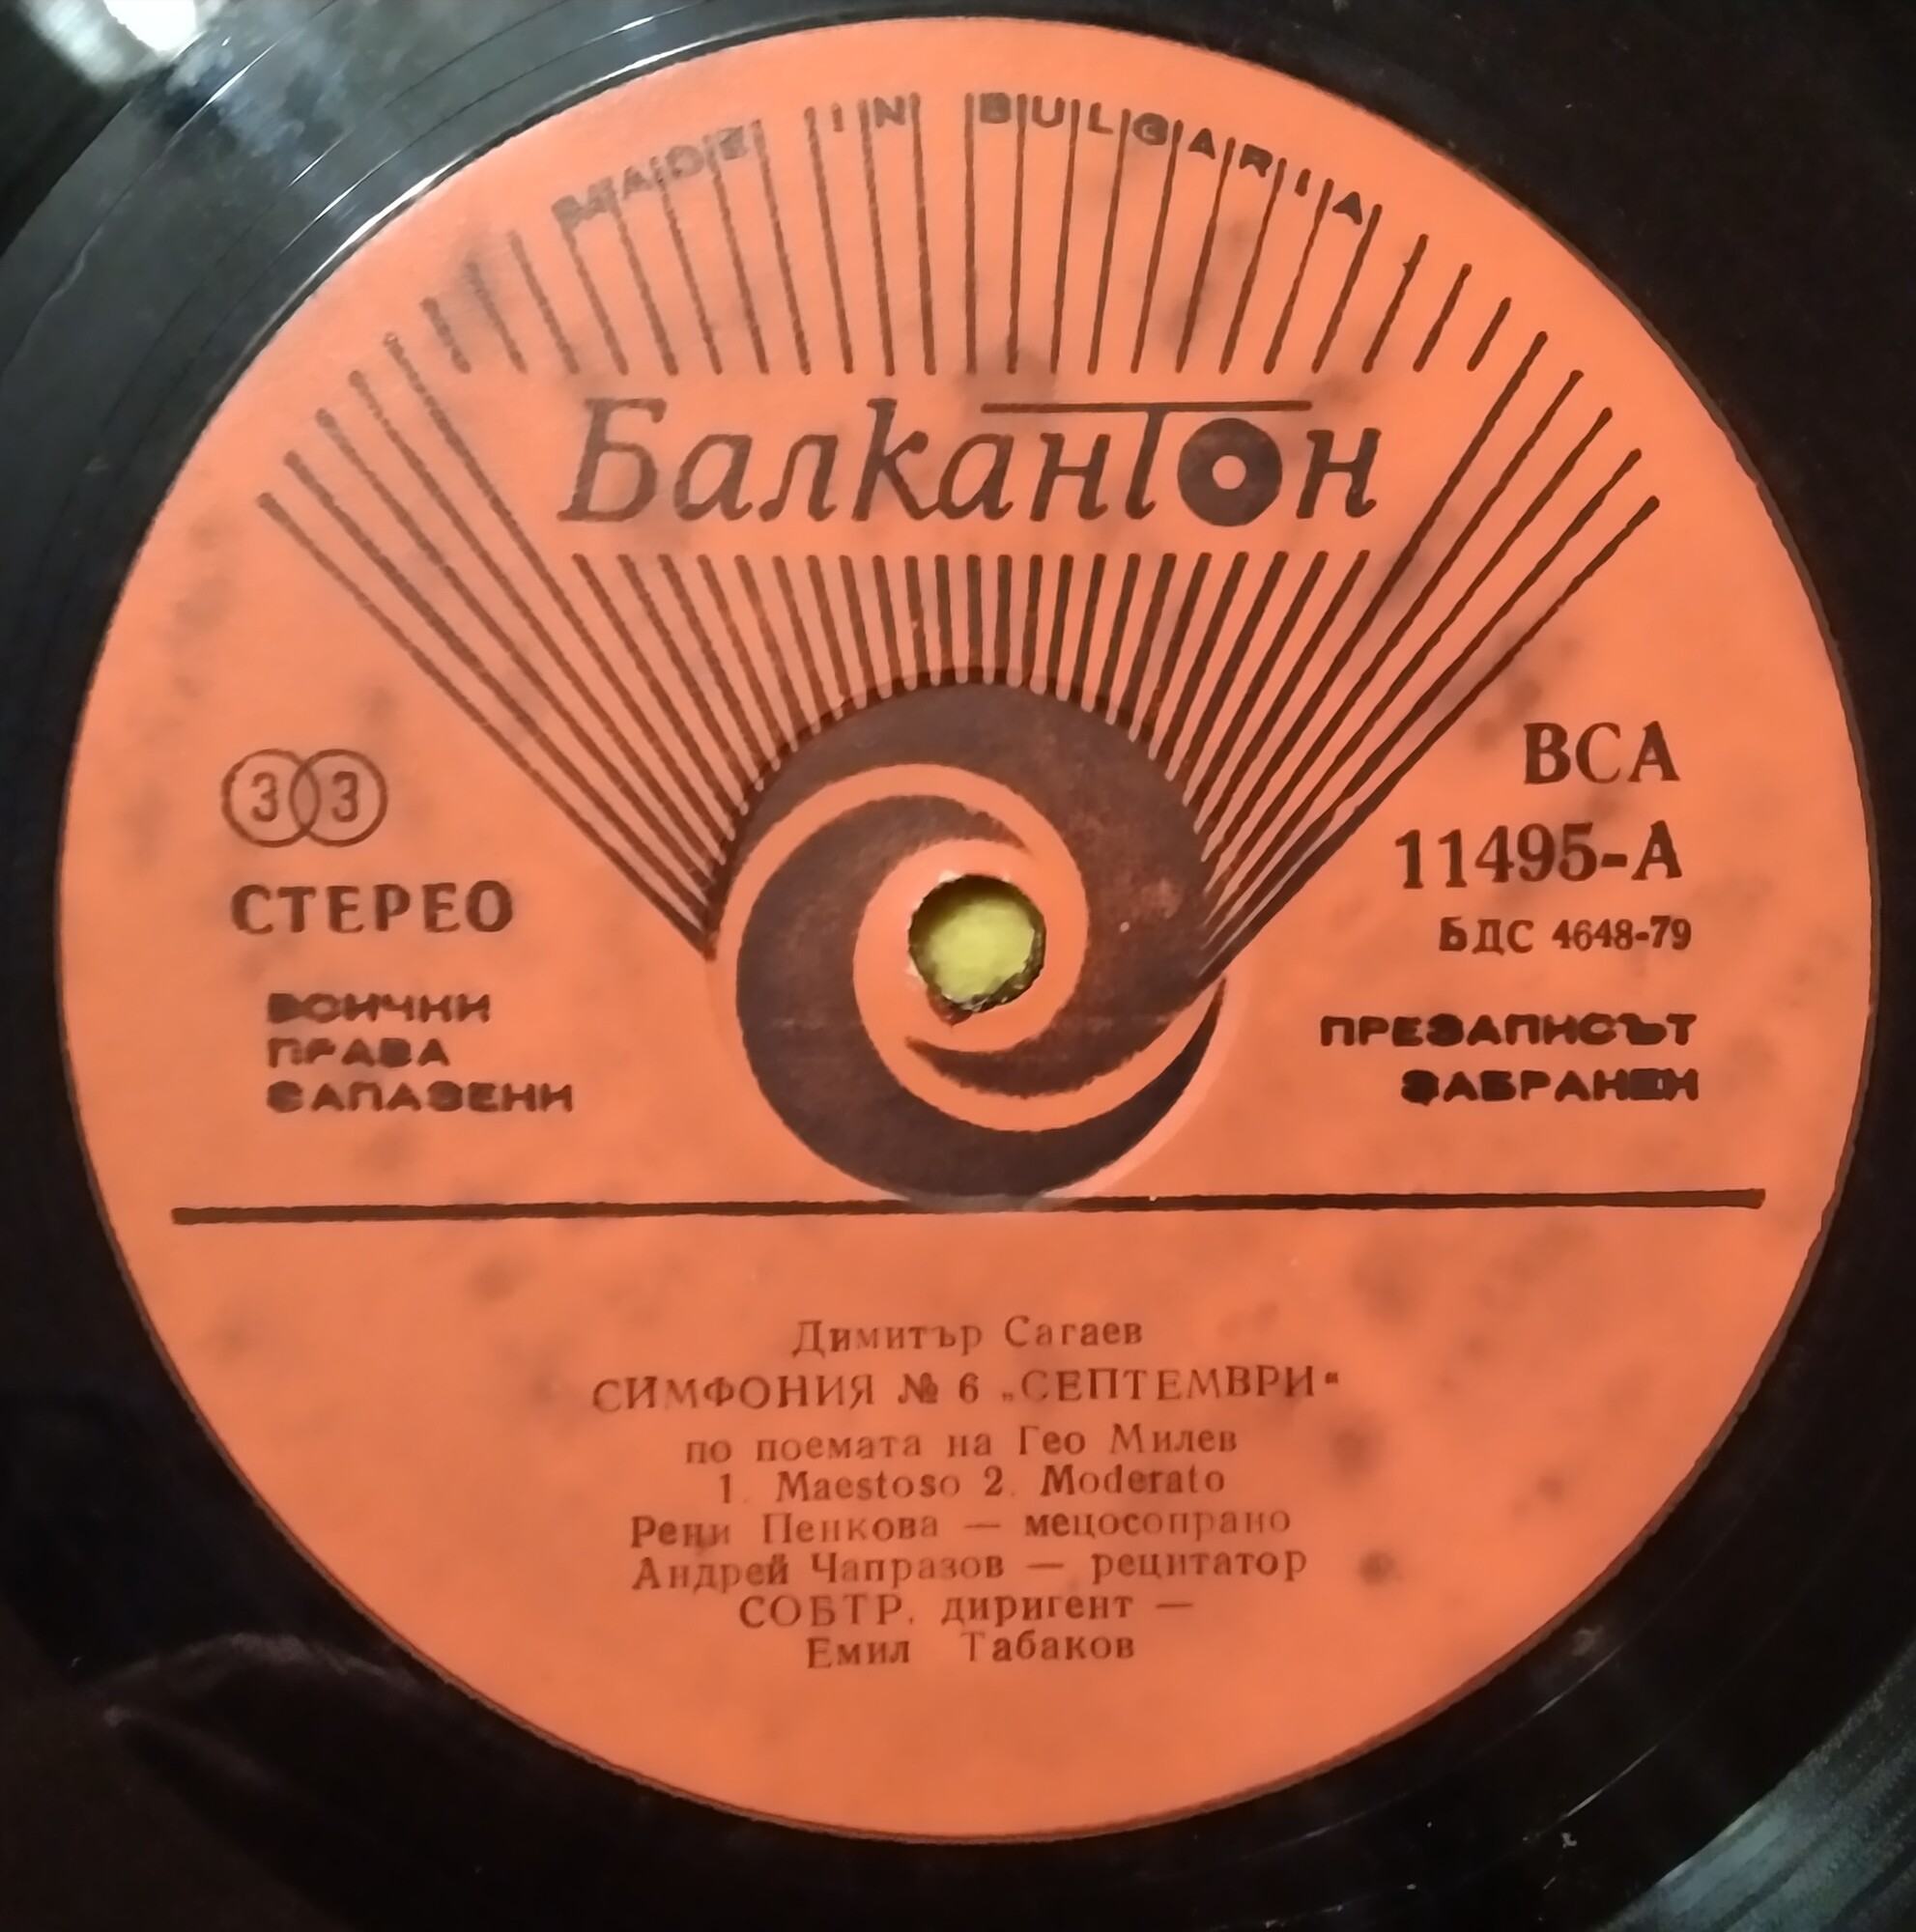 MADE IN BULGARIA
Балкантон
33
СТЕРЕО
ВСИЧКИ
ПРАВА
ЗАПАЗЕНИ
ВСА
11495-А
БДС 4648-79
ПРЕЗАПИСЪТ
ЗАБРАНЕН
Димитър Сагаев
СИМФОНИЯ № 6 „СЕПТЕМВРИ“
по поемата на Гео Милев
1. Maestoso 2. Moderato
Рени Пенкова — мецосопрано
Андрей Чапразов — рецитатор
СОБТР, диригент —
Емил Табаков